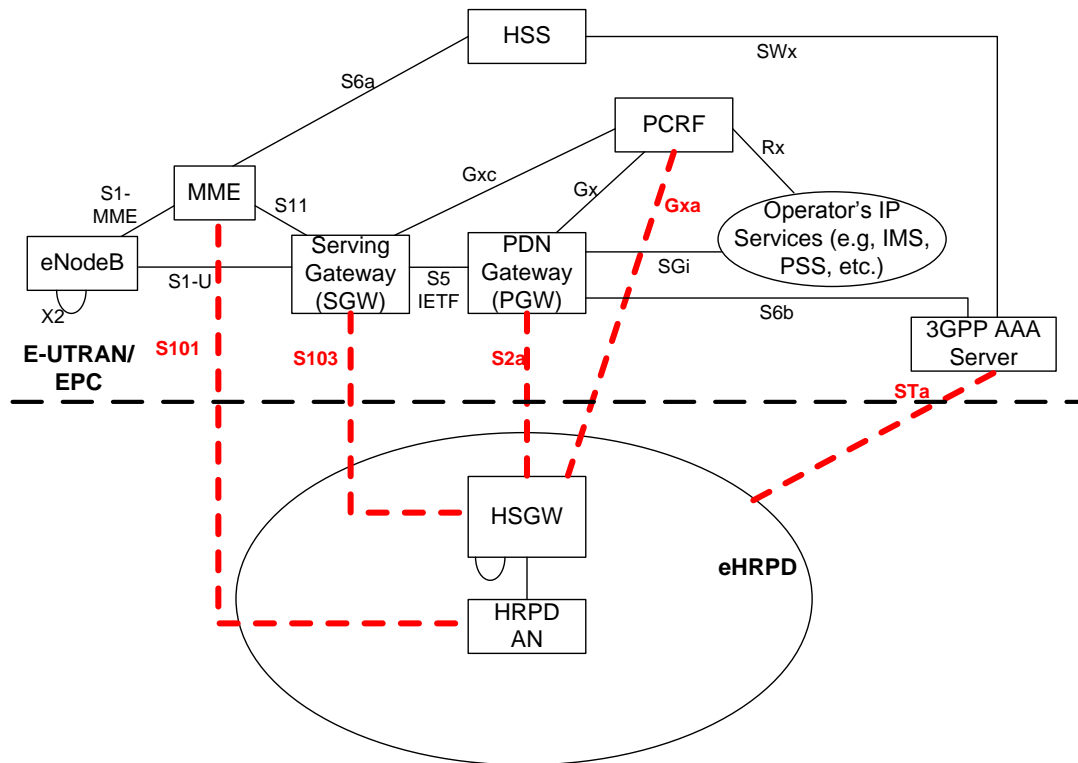 HSS
SWx
S6a
PCRF
Rx
Gxc
S1-
MME
MME
S11
Gx
Gxa
Operator's IP
Services (e.g, IMS,
PSS, etc.)
eNodeB
Serving
Gateway
(SGW)
PDN
Gateway
(PGW)
S1-U
S5
IETF
SGi
X2
S6b
3GPP AAA
Server
E-UTRAN/
EPC
S101
S103
S2a
STa
HSGW
eHRPD
HRPD
AN